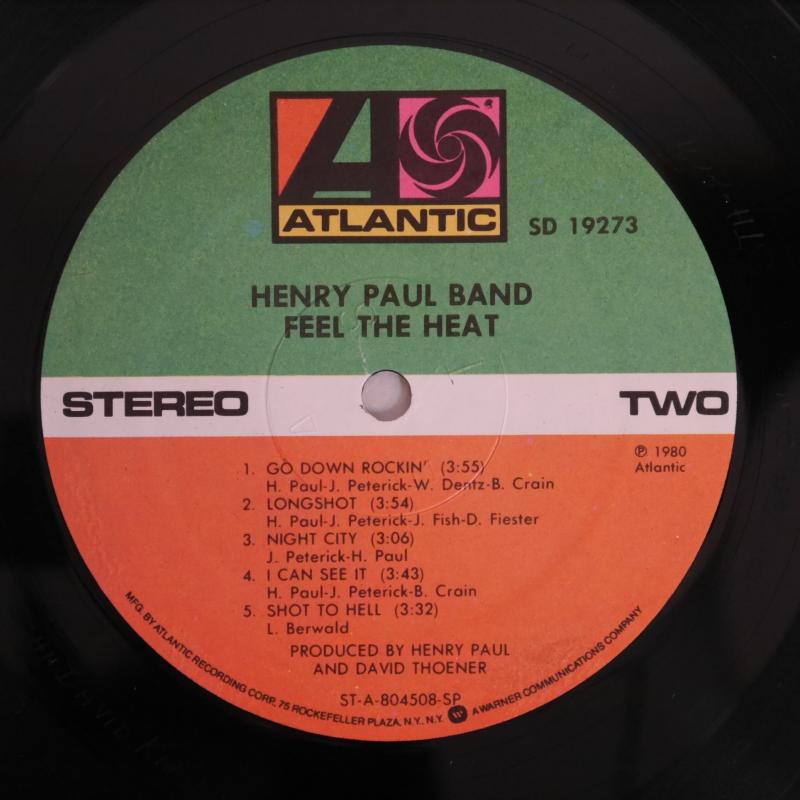 ATLANTIC
SD 19273
HENRY PAUL BAND
FEEL THE HEAT
STEREO
TWO
℗ 1980
Atlantic
1. GO DOWN ROCKIN' (3:55)
H. Paul-J. Peterick-W. Dentz-B. Crain
2. LONGSHOT (3:54)
H. Paul-J. Peterick-J. Fish-D. Fiester
3. NIGHT CITY (3:06)
J. Peterick-H. Paul
4. I CAN SEE IT (3:43)
H. Paul-J. Peterick-B. Crain
5. SHOT TO HELL (3:32)
L. Berwald
PRODUCED BY HENRY PAUL
AND DAVID THOENER
ST-A-804508-SP
MFG. BY ATLANTIC RECORDING CORP. 75 ROCKEFELLER PLAZA, N.Y., N.Y. A WARNER COMMUNICATIONS COMPANY